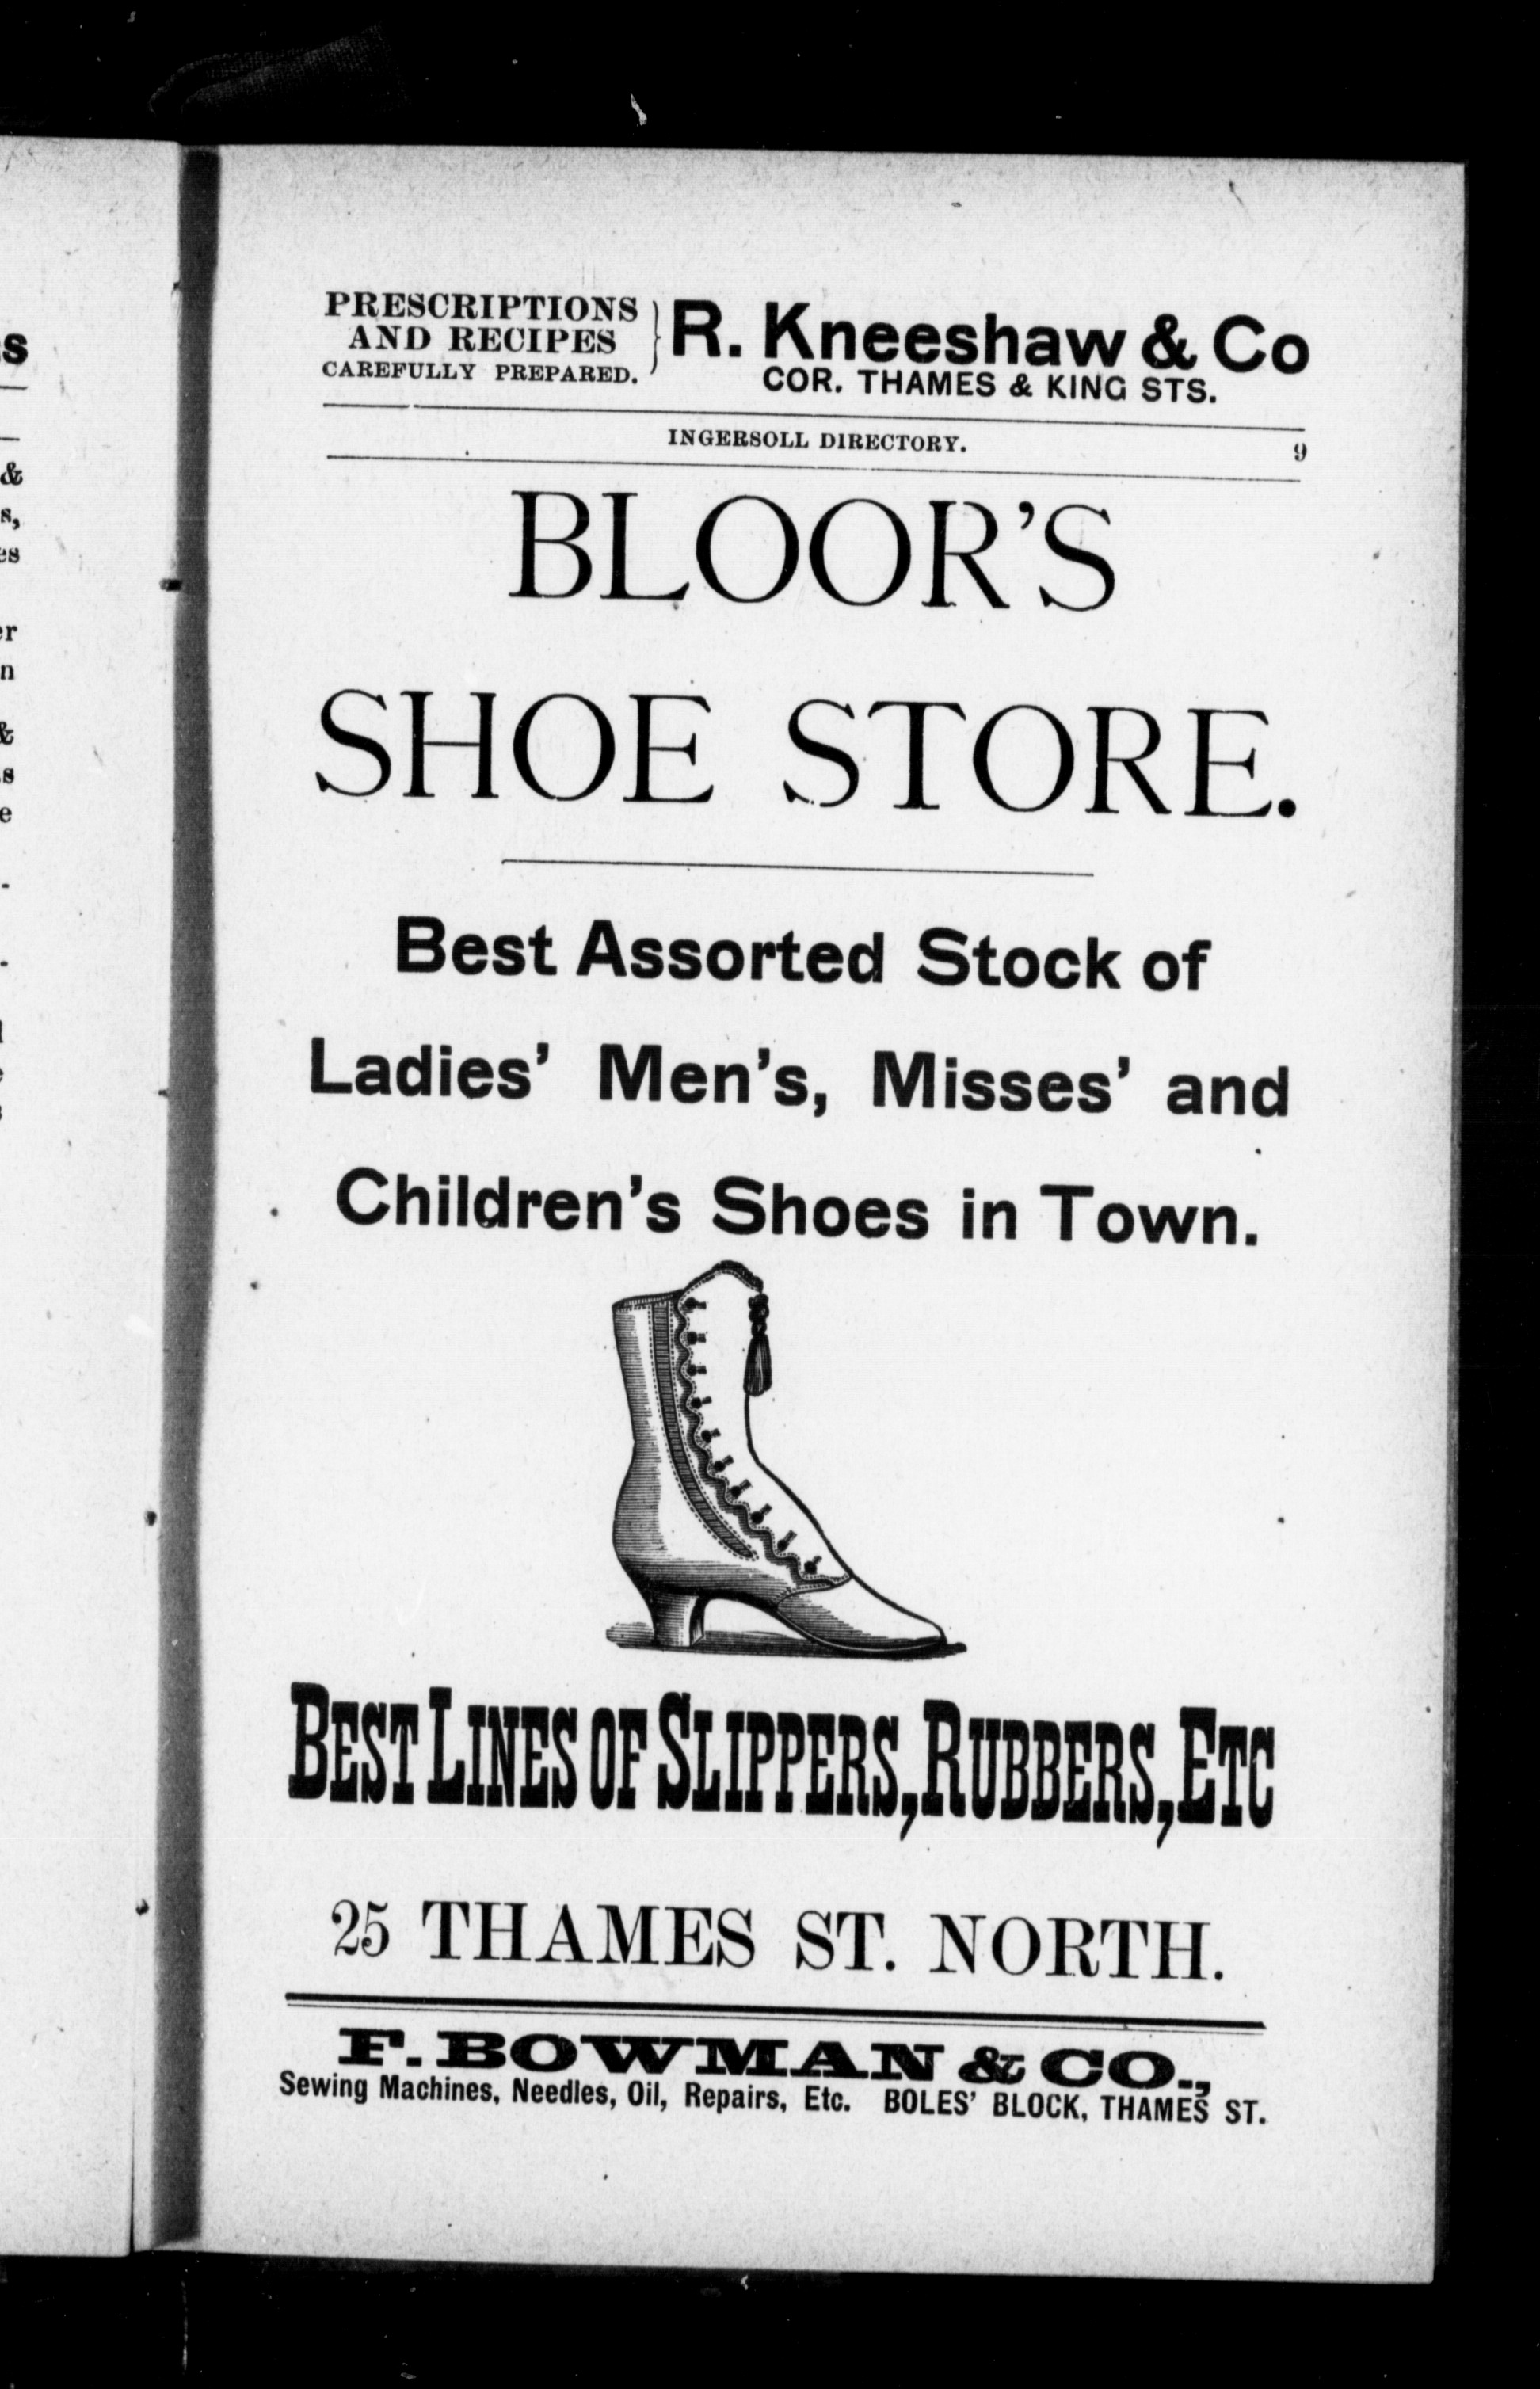 PRESCRIPTIONS
AND RECIPES
CAREFULLY PREPARED.
R. Kneeshaw & Co
COR. THAMES & KING STS.
INGERSOLL DIRECTORY. 9
BLOOR'S
SHOE STORE.
Best Assorted Stock of
Ladies' Men's, Misses' and
Children's Shoes in Town.
BEST LINES OF SLIPPERS, RUBBERS, ETC
25 THAMES ST. NORTH.
F. BOWMAN & CO.,
Sewing Machines, Needles, Oil, Repairs, Etc. BOLES' BLOCK, THAMES ST.